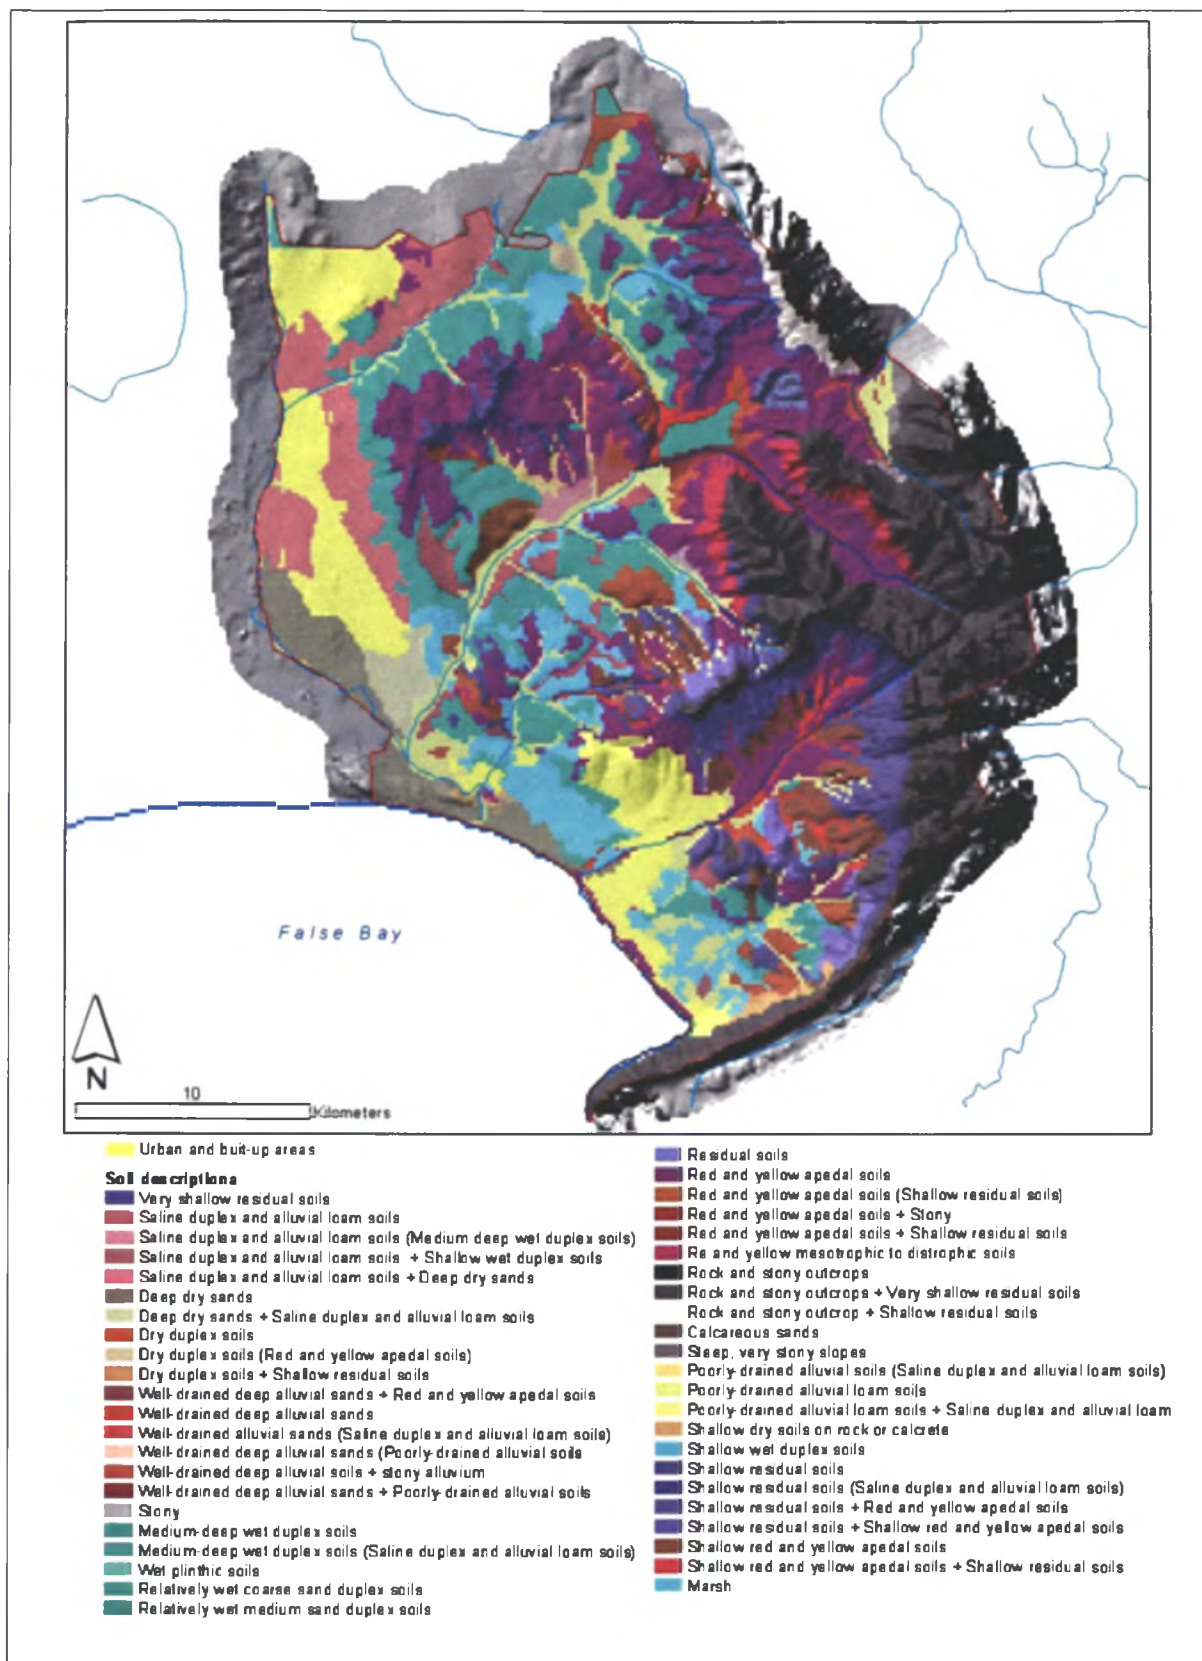 False Bay
N
10
Kilometers
Urban and buit-up areas
Soil descriptions
Very shallow residual soils
Saline duplex and alluvial loam soils
Saline duplex and alluvial loam soils (Medium deep wet duplex soils)
Saline duplex and alluvial loam soils + Shallow wet duplex soils
Saline duplex and alluvial loam soils + Deep dry sands
Deep dry sands
Deep dry sands + Saline duplex and alluvial loam soils
Dry duplex soils
Dry duplex soils (Red and yellow apedal soils)
Dry duplex soils + Shallow residual soils
Well-drained deep alluvial sands + Red and yellow apedal soils
Well-drained deep alluvial sands
Well-drained alluvial sands (Saline duplex and alluvial loam soils)
Well-drained deep alluvial sands (Poorly-drained alluvial soils
Well-drained deep alluvial soils + stony alluvium
Well-drained deep alluvial sands + Poorly-drained alluvial soils
Stony
Medium-deep wet duplex soils
Medium-deep wet duplex soils (Saline duplex and alluvial loam soils)
Wet plinthic soils
Relatively wet coarse sand duplex soils
Relatively wet medium sand duplex soils
Residual soils
Red and yellow apedal soils
Red and yellow apedal soils (Shallow residual soils)
Red and yellow apedal soils + Stony
Red and yellow apedal soils + Shallow residual soils
Re and yellow mesotrophic to distrophic soils
Rock and stony outcrops
Rock and stony outcrops + Very shallow residual soils
Rock and stony outcrop + Shallow residual soils
Calcareous sands
Steep, very stony slopes
Poorly-drained alluvial soils (Saline duplex and alluvial loam soils)
Poorly-drained alluvial loam soils
Poorly-drained alluvial loam soils + Saline duplex and alluvial loam
Shallow dry soils on rock or calcrete
Shallow wet duplex soils
Shallow residual soils
Shallow residual soils (Saline duplex and alluvial loam soils)
Shallow residual soils + Red and yellow apedal soils
Shallow residual soils + Shallow red and yellow apedal soils
Shallow red and yellow apedal soils
Shallow red and yellow apedal soils + Shallow residual soils
Marsh